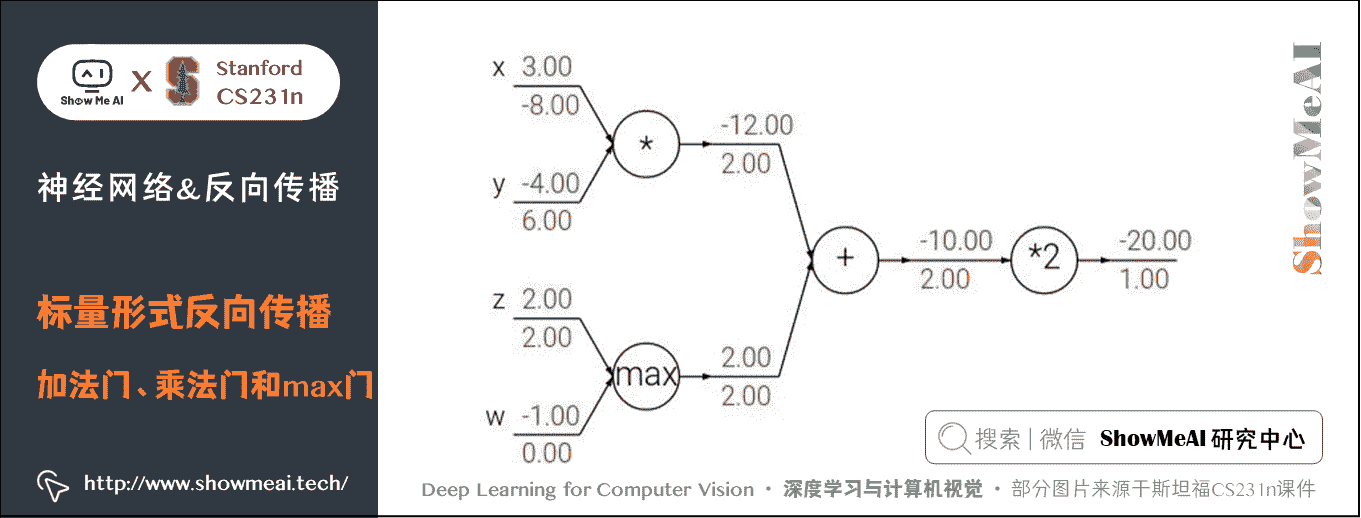 Show Me AI
X
Stanford
CS231n
神经网络&反向传播
标量形式反向传播
加法门、乘法门和max门
http://www.showmeai.tech/
x 3.00
-8.00
*
-12.00
2.00
y -4.00
6.00
+
-10.00
2.00
*2
-20.00
1.00
z 2.00
2.00
max
2.00
2.00
w -1.00
0.00
ShowMeAI
搜索 | 微信 ShowMeAI 研究中心
Deep Learning for Computer Vision · 深度学习与计算机视觉 · 部分图片来源于斯坦福CS231n课件